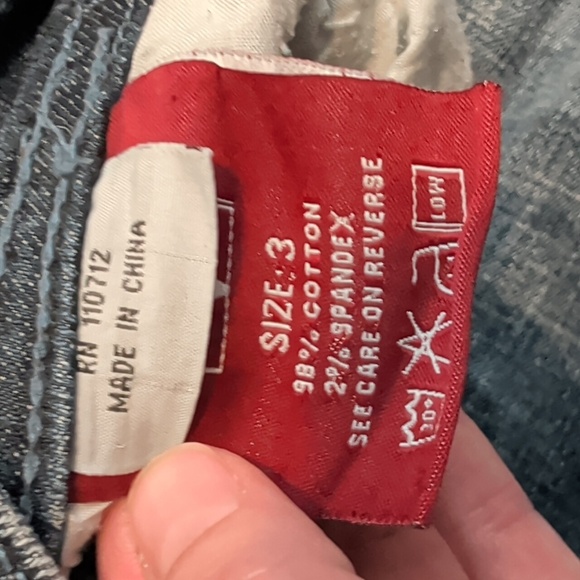 RN 110712
MADE IN CHINA
SIZE: 3
98% COTTON
2% SPANDEX
SEE CARE ON REVERSE
30°
LOW